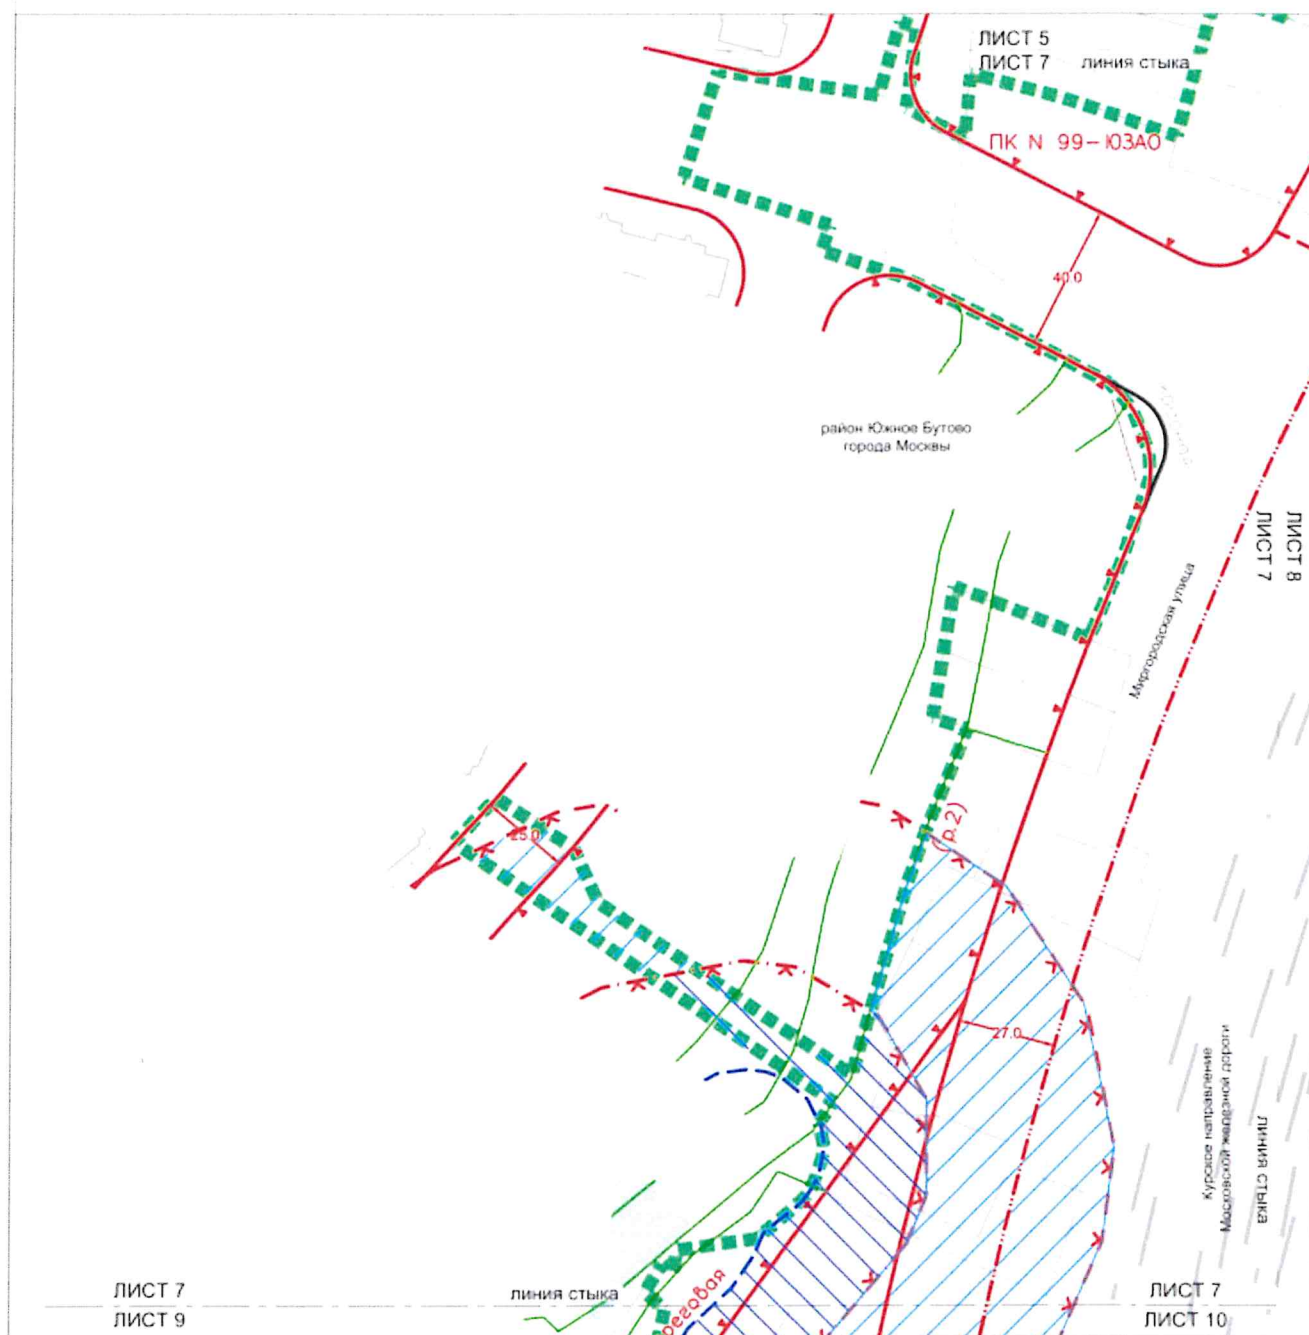 ЛИСТ 5
ЛИСТ 7 линия стыка
ПК N 99-ЮЗАО
40.0
район Южное Бутово
города Москвы
ЛИСТ 8
ЛИСТ 7
Миргородская улица
25.0
(р.2)
27.0
Курское направление
Московской железной дороги
линия стыка
реговая
линия стыка
ЛИСТ 7
ЛИСТ 9
ЛИСТ 7
ЛИСТ 10